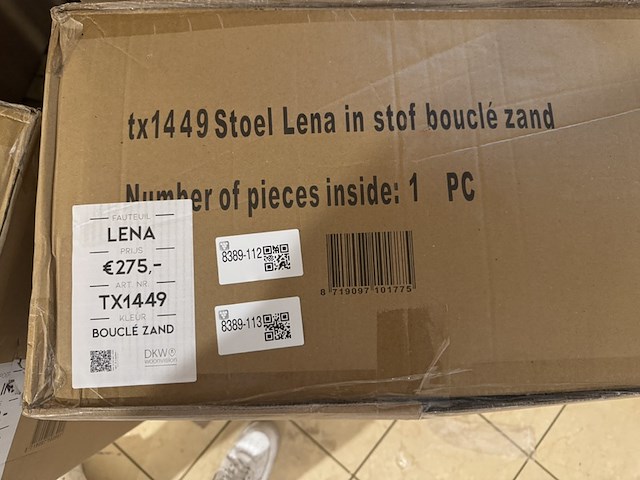 tx1449 Stoel Lena in stof bouclé zand
Number of pieces inside: 1 PC
FAUTEUIL
LENA
PRIJS
€275,-
ART. NR.
TX1449
KLEUR
BOUCLÉ ZAND
DKW
8389-112
8389-113
8 719097 101775